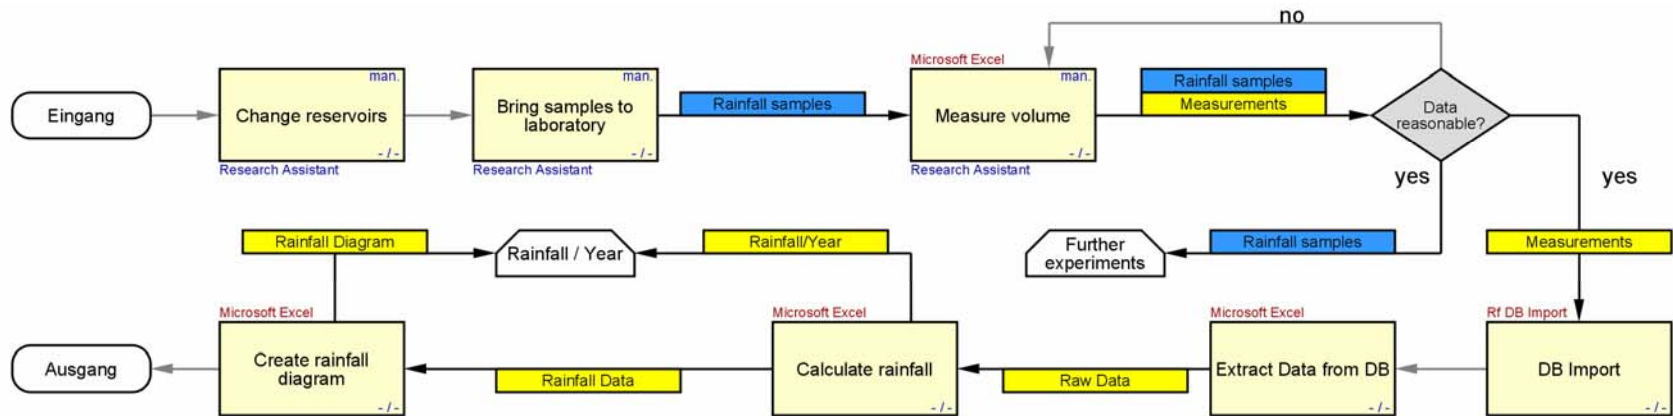 no
Microsoft Excel
man.
man.
man.
Rainfall samples
Eingang
Change reservoirs
Bring samples to
laboratory
Rainfall samples
Measure volume
Measurements
Data
reasonable?
- / -
- / -
- / -
Research Assistant
Research Assistant
Research Assistant
yes
yes
Rainfall Diagram
Rainfall / Year
Rainfall/Year
Further
experiments
Rainfall samples
Measurements
Microsoft Excel
Microsoft Excel
Microsoft Excel
Rf DB Import
Ausgang
Create rainfall
diagram
Rainfall Data
Calculate rainfall
Raw Data
Extract Data from DB
DB Import
- / -
- / -
- / -
- / -